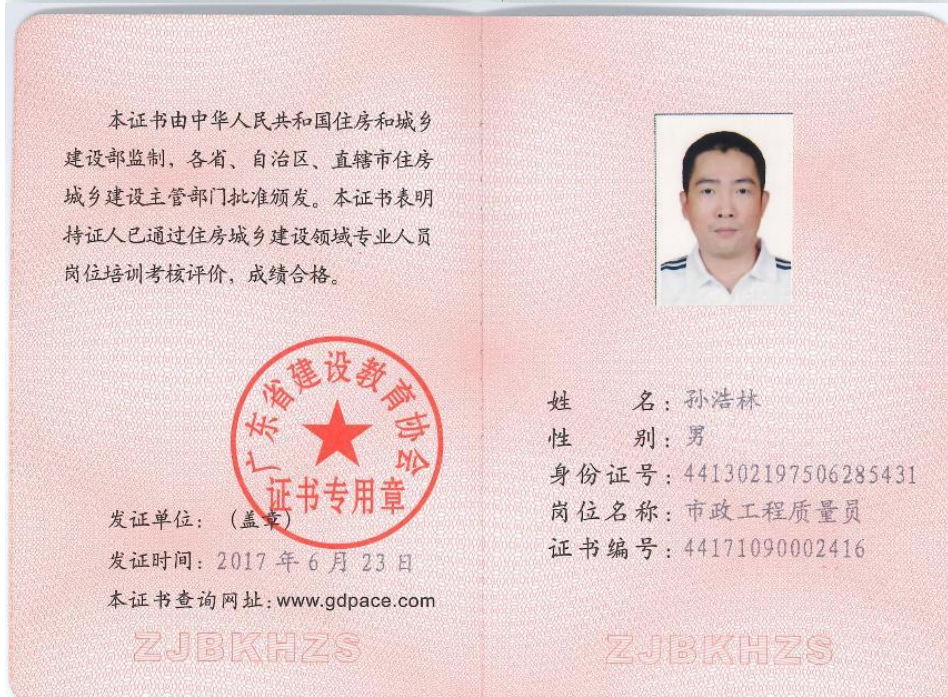 本证书由中华人民共和国住房和城乡
建设部监制，各省、自治区、直辖市住房
城乡建设主管部门批准颁发。本证书表明
持证人已通过住房城乡建设领域专业人员
岗位培训考核评价，成绩合格。
广东省建设教育协会
证书专用章
发证单位：（盖章）
发证时间：2017 年 6 月 23 日
本证书查询网址：www.gdpace.com
ZJBKHZS
姓 名：孙浩林
性 别：男
身份证号：441302197506285431
岗位名称：市政工程质量员
证书编号：44171090002416
ZJBKHZS